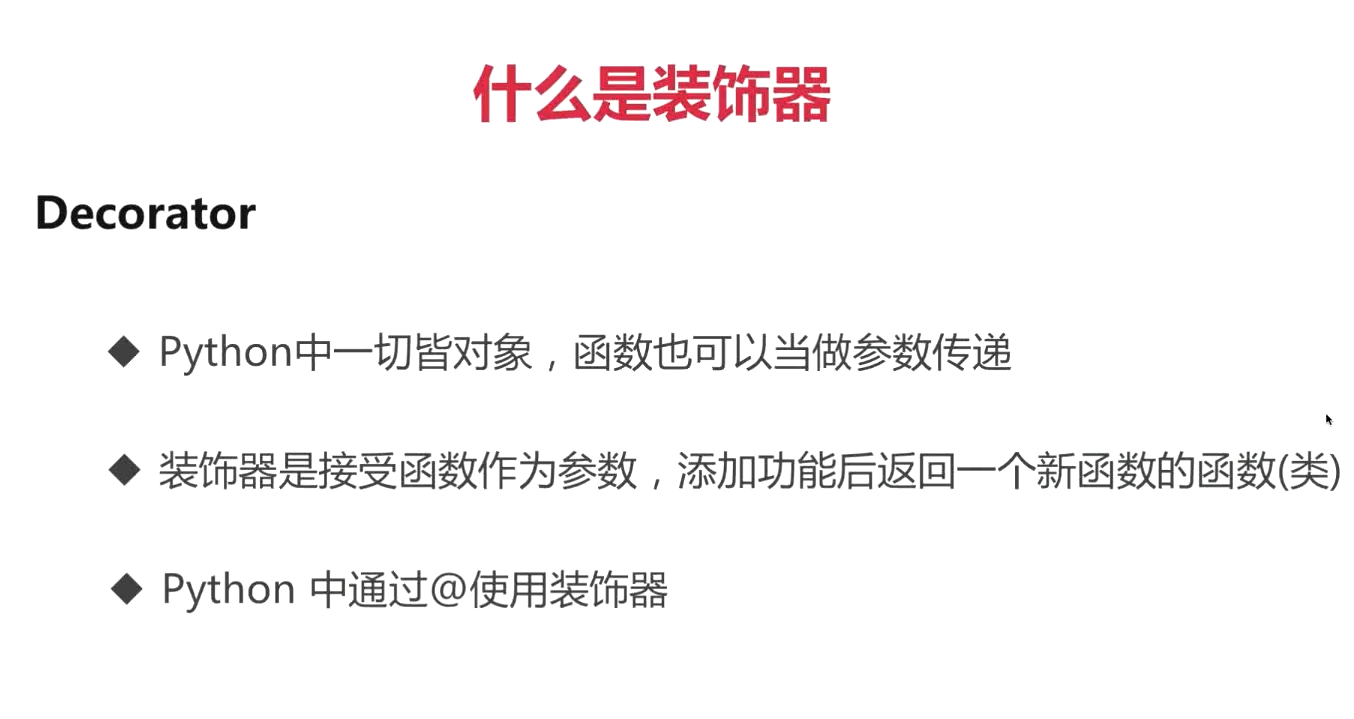 什么是装饰器
Decorator
◆ Python中一切皆对象，函数也可以当做参数传递
◆ 装饰器是接受函数作为参数，添加功能后返回一个新函数的函数(类)
◆ Python 中通过@使用装饰器